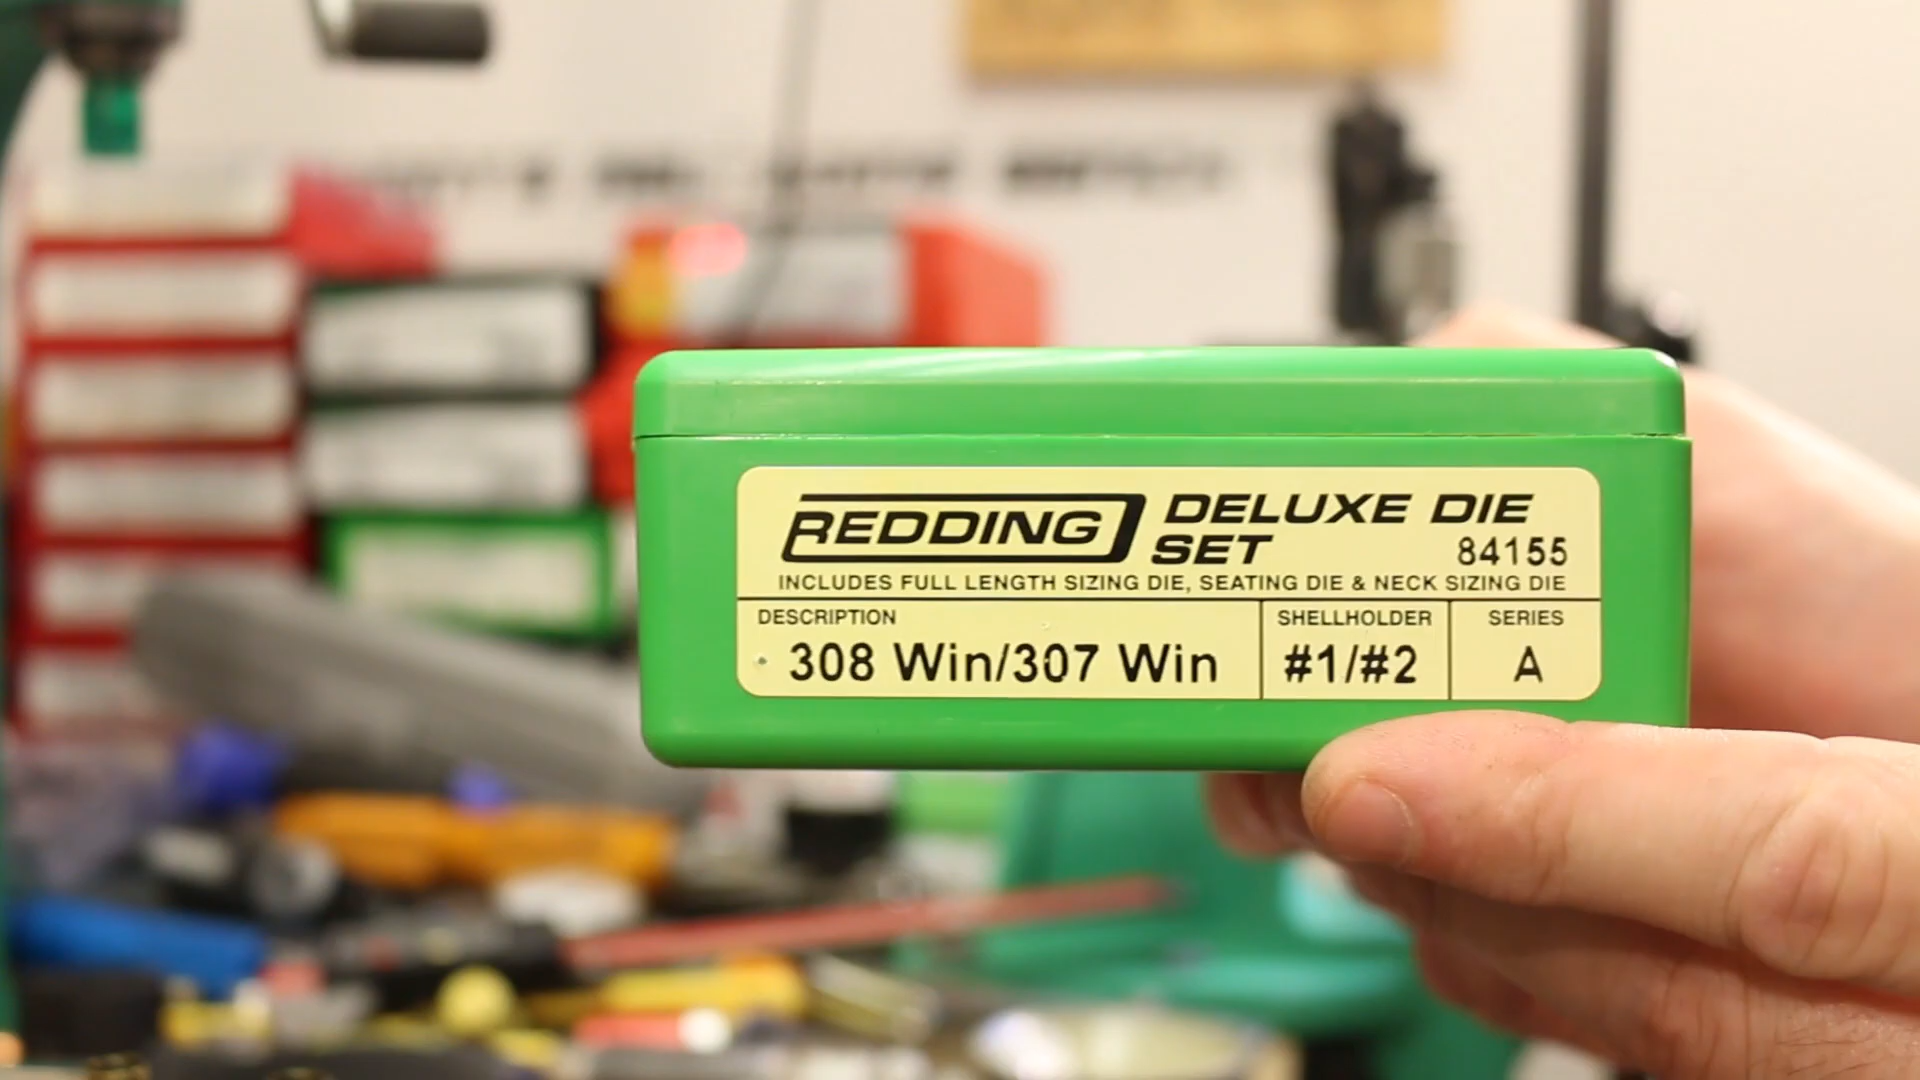 REDDING DELUXE DIE
SET 84155
INCLUDES FULL LENGTH SIZING DIE, SEATING DIE & NECK SIZING DIE
DESCRIPTION SHELLHOLDER SERIES
308 Win/307 Win #1/#2 A